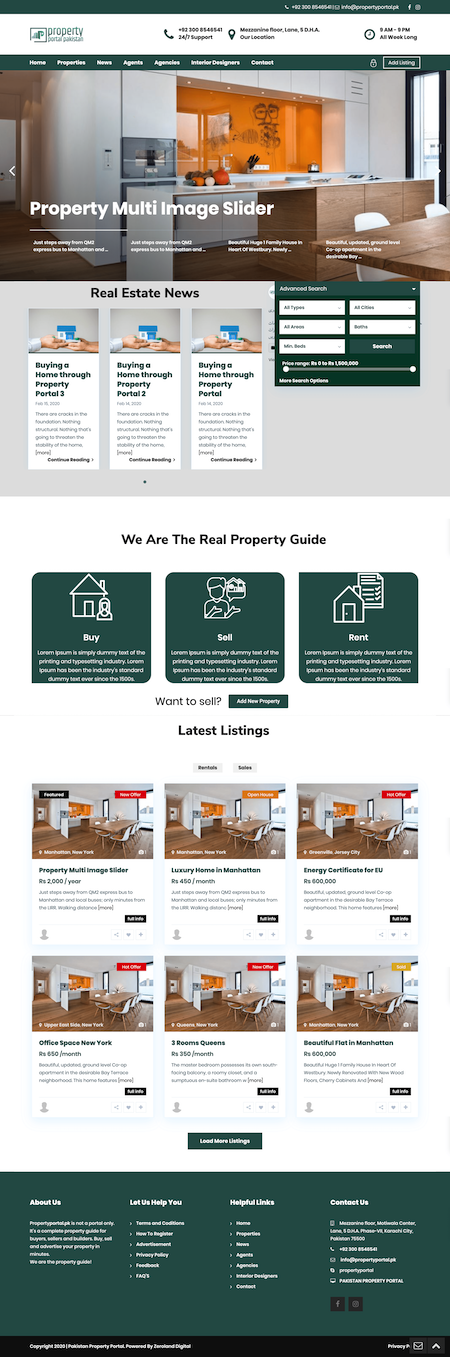 +92 300 8546541 | info@propertyportal.pk
property
portal pakistan
+92 300 8546541
24/7 Support
Mezzanine floor, Lane, 5 D.H.A.
Our Location
9 AM - 9 PM
All Week Long
Home Properties News Agents Agencies Interior Designers Contact
Add Listing
Property Multi Image Slider
Just steps away from QM2
express bus to Manhattan and ...
Just steps away from QM2
express bus to Manhattan and ...
Beautiful Huge 1 Family House In
Heart Of Westbury. Newly ...
Beautiful, updated, ground level
Co-op apartment in the
desirable Bay ...
Real Estate News
Buying a
Home through
Property
Portal 3
Feb 15, 2020
There are cracks in the
foundation. Nothing
structural. Nothing that's
going to threaten the
stability of the home,
[more]
Continue Reading >
Buying a
Home through
Property
Portal 2
Feb 14, 2020
There are cracks in the
foundation. Nothing
structural. Nothing that's
going to threaten the
stability of the home,
[more]
Continue Reading >
Buying a
Home through
Property
Portal
Feb 14, 2020
There are cracks in the
foundation. Nothing
structural. Nothing that's
going to threaten the
stability of the home,
[more]
Continue Reading >
Advanced Search
All Types All Cities
All Areas Baths
Min. Beds Search
Price range: Rs 0 to Rs 1,500,000
More Search Options
We Are The Real Property Guide
Buy
Lorem Ipsum is simply dummy text of the
printing and typesetting industry. Lorem
Ipsum has been the industry's standard
dummy text ever since the 1500s.
Sell
Lorem Ipsum is simply dummy text of the
printing and typesetting industry. Lorem
Ipsum has been the industry's standard
dummy text ever since the 1500s.
Rent
Lorem Ipsum is simply dummy text of the
printing and typesetting industry. Lorem
Ipsum has been the industry's standard
dummy text ever since the 1500s.
Want to sell? Add New Property
Latest Listings
Rentals Sales
Featured New Offer
Manhattan, New York
Property Multi Image Slider
Rs 2,000 / year
Just steps away from QM2 express bus to
Manhattan and local buses; only minutes from
the LIRR. Walking distance [more]
full info
Open House
Manhattan, New York
Luxury Home in Manhattan
Rs 450 / month
Just steps away from QM2 express bus to
Manhattan and local buses; only minutes from
the LIRR. Walking distanc [more]
full info
Hot Offer
Greenville, Jersey City
Energy Certificate for EU
Rs 600,000
Beautiful, updated, ground level Co-op
apartment in the desirable Bay Terrace
neighborhood. This home features [more]
full info
Hot Offer
Upper East Side, New York
Office Space New York
Rs 650 /month
Beautiful, updated, ground level Co-op
apartment in the desirable Bay Terrace
neighborhood. This home features [more]
full info
New Offer
Queens, New York
3 Rooms Queens
Rs 350 / month
The master bedroom possesses its own south-
facing balcony, a roomy closet, and a
sumptuous en-suite bathroom w [more]
full info
Sold
Manhattan, New York
Beautiful Flat in Manhattan
Rs 600,000
Beautiful Huge 1 Family House In Heart Of
Westbury. Newly Renovated With New Wood
Floors, Cherry Cabinets And [more]
full info
Load More Listings
About Us
Propertyportal.pk is not a portal only.
It's a complete property guide for
buyers, sellers and builders. Buy, sell
and advertise your property in
minutes.
We are the property guide!
Let Us Help You
Terms and Coditions
How To Register
Advertisement
Privacy Policy
Feedback
FAQ'S
Helpful Links
Home
Properties
News
Agents
Agencies
Interior Designers
Contact
Contact Us
Mezzanine floor, Motiwala Center,
Lane, 5 D.H.A. Phase-VII, Karachi City,
Pakistan 75500
+92 300 8546541
info@propertyportal.pk
propertyportal
PAKISTAN PROPERTY PORTAL
Copyright 2020 | Pakistan Property Portal. Powered By Zeroland Digital
Privacy P